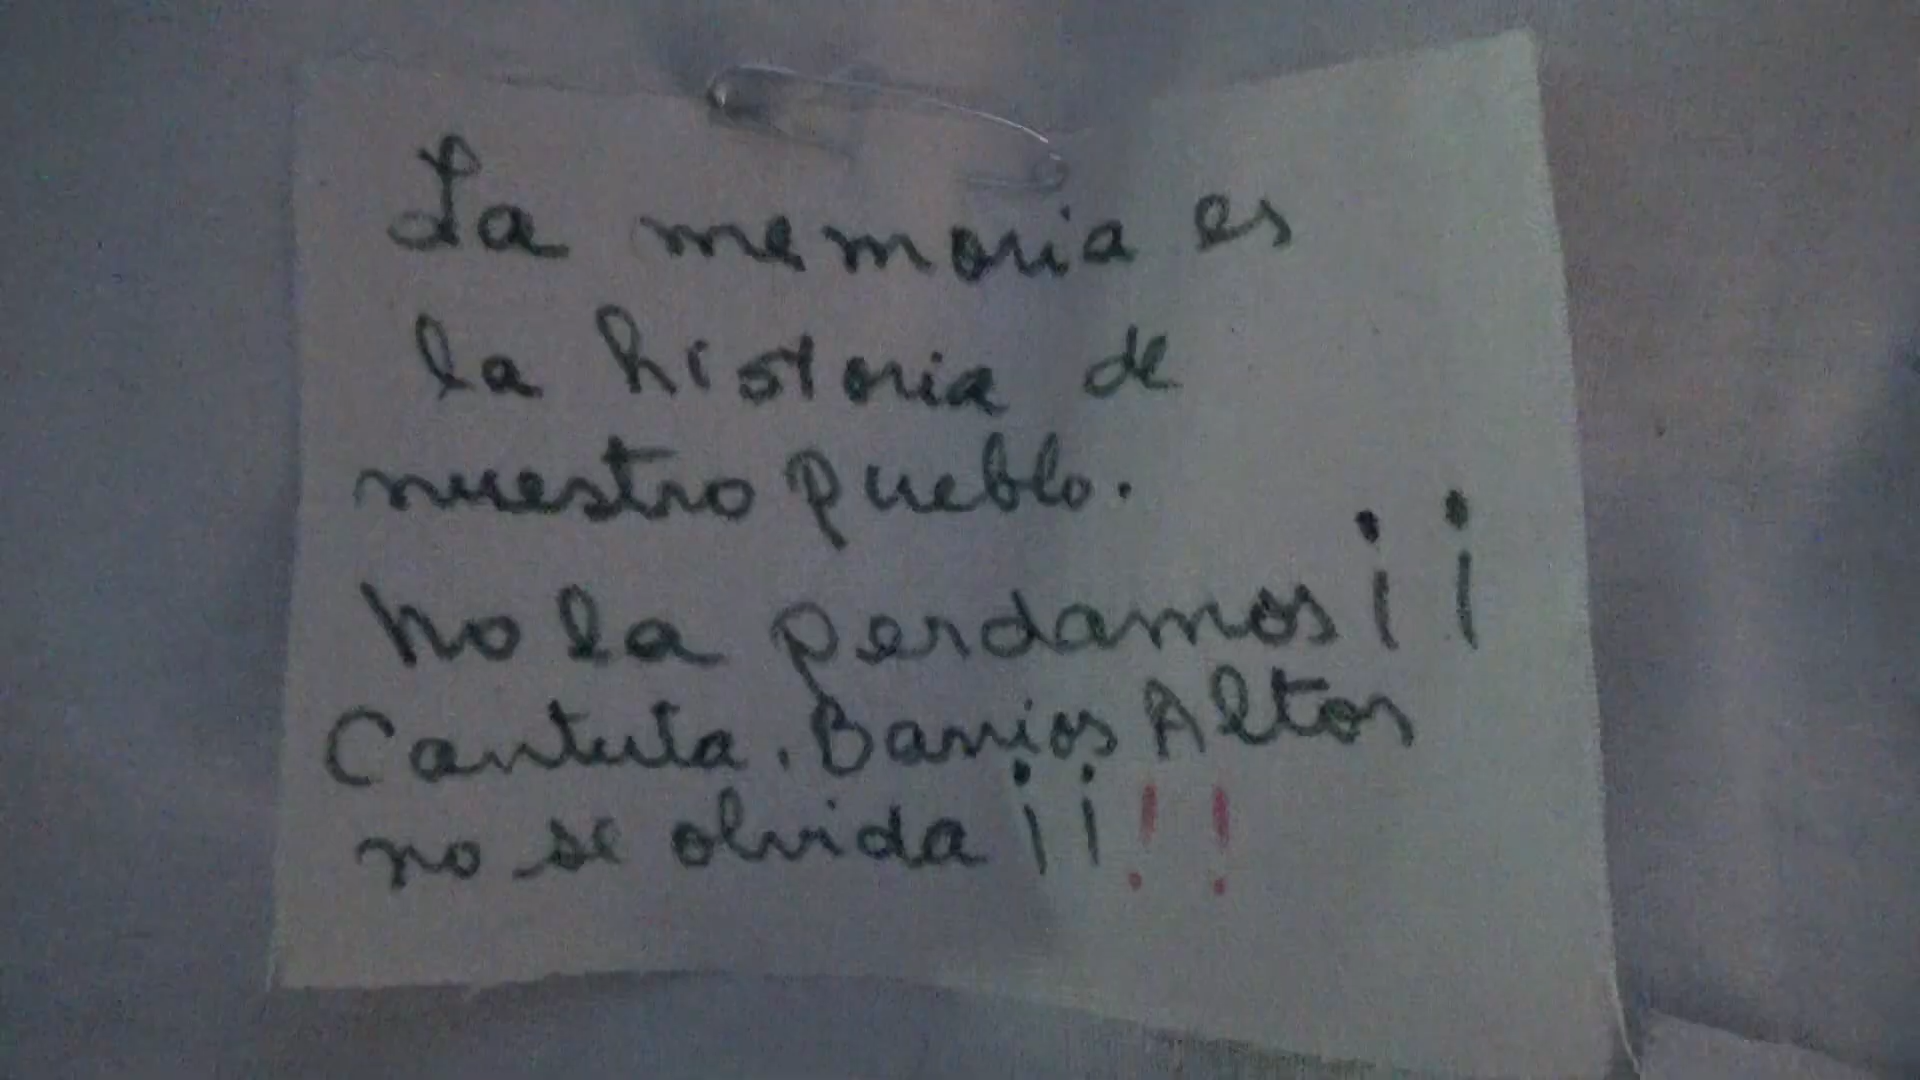 La memoria es
la historia de
nuestro pueblo.
No la perdamos¡¡
Cantuta. Barrios Altos
no se olvida¡¡!!